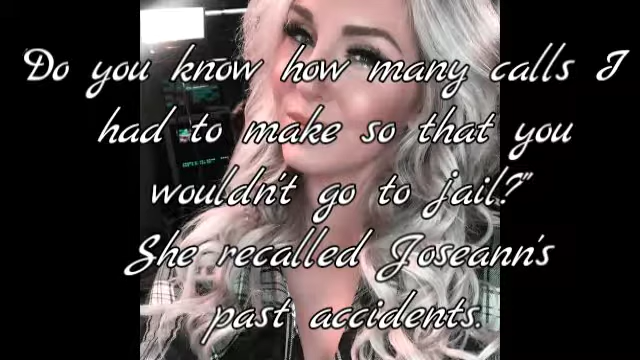 Do you know how many calls I
had to make so that you
wouldn't go to jail?"
She recalled Joseann's
past accidents.